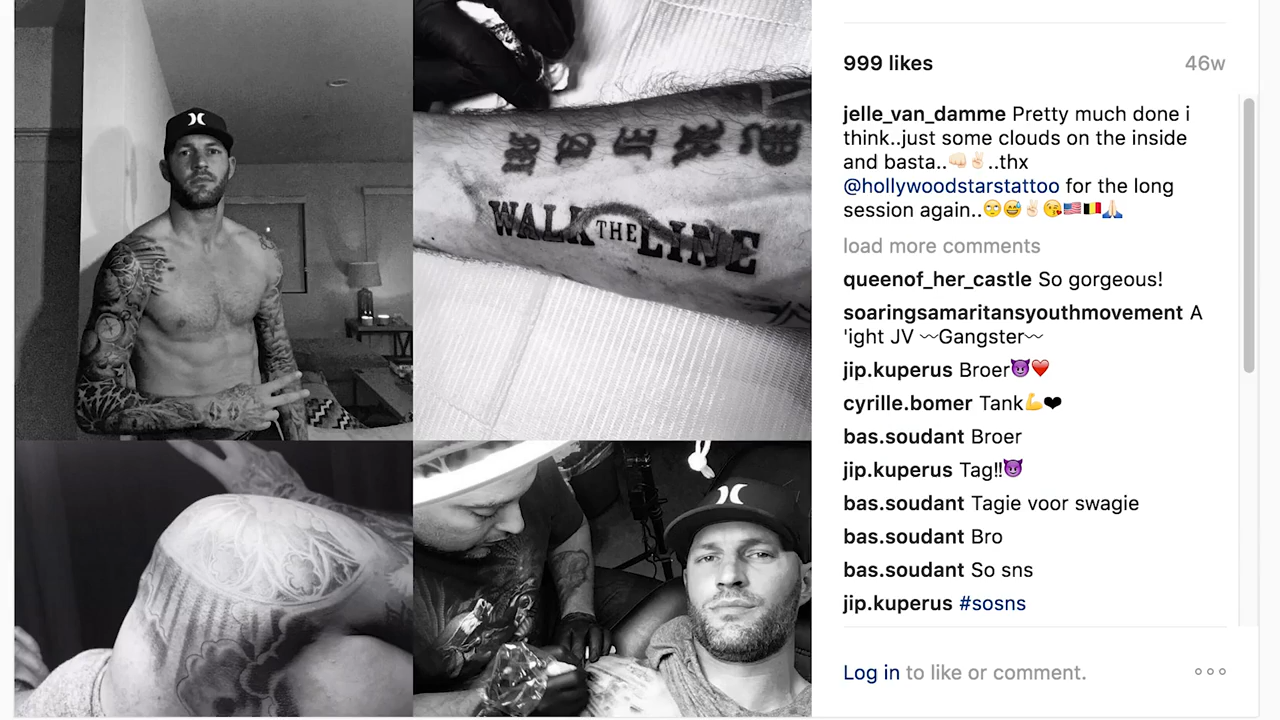 WALK THE LINE
999 likes 46w
jelle_van_damme Pretty much done i
think..just some clouds on the inside
and basta..👊🏻✌🏻..thx
@hollywoodstarstattoo for the long
session again..🙄😅✌🏻😘🇺🇸🇧🇪🙏🏻
load more comments
queenof_her_castle So gorgeous!
soaringsamaritansyouthmovement A
'ight JV 〰Gangster〰
jip.kuperus Broer😈❤️
cyrille.bomer Tank💪❤
bas.soudant Broer
jip.kuperus Tag!!😈
bas.soudant Tagie voor swagie
bas.soudant Bro
bas.soudant So sns
jip.kuperus #sosns
Log in to like or comment.